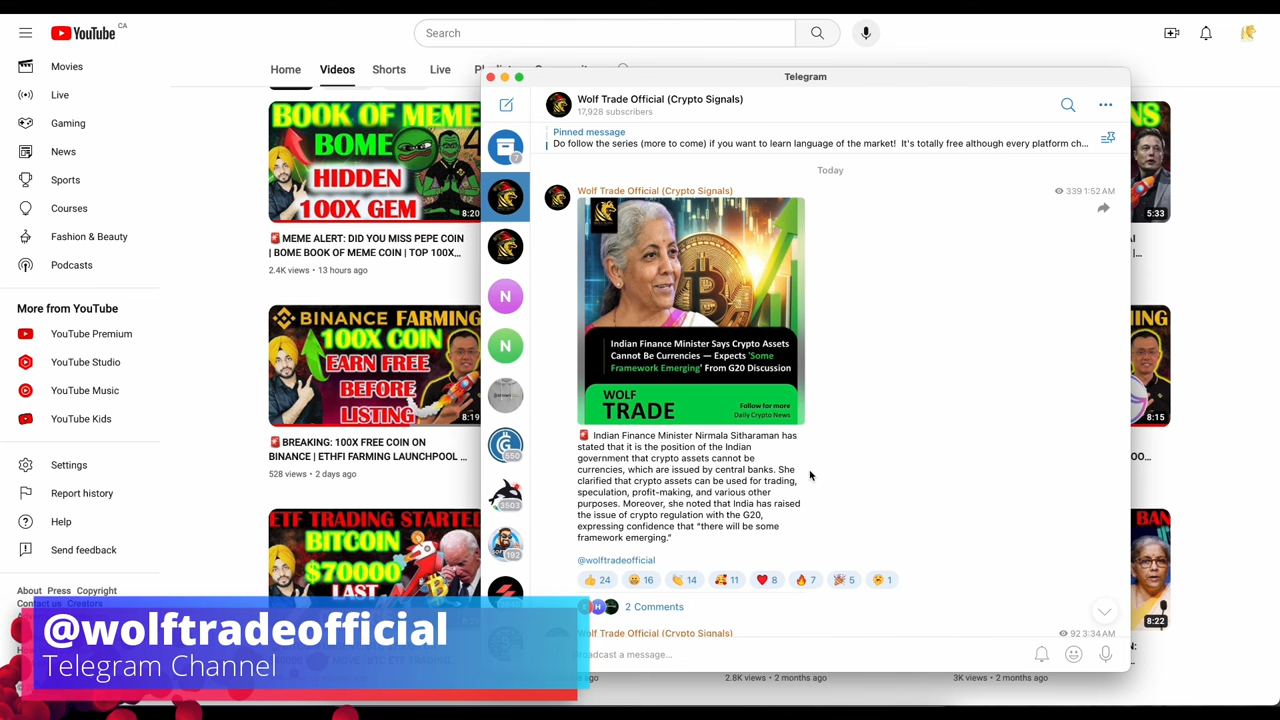 YouTube CA
Search
Movies
Live
Gaming
News
Sports
Courses
Fashion & Beauty
Podcasts
More from YouTube
YouTube Premium
YouTube Studio
YouTube Music
YouTube Kids
Settings
Report history
Help
Send feedback
About Press Copyright
Contact us Creators
Home
Videos
Shorts
Live
BOOK OF MEME
BOME
HIDDEN
100X GEM
8:20
🚨MEME ALERT: DID YOU MISS PEPE COIN
| BOME BOOK OF MEME COIN | TOP 100X...
2.4K views • 13 hours ago
BINANCE FARMING
100X COIN
EARN FREE
BEFORE
LISTING
8:19
🚨BREAKING: 100X FREE COIN ON
BINANCE | ETHFI FARMING LAUNCHPOOL ...
528 views • 2 days ago
ETF TRADING STARTED
BITCOIN
$70000
LAST
Telegram
Wolf Trade Official (Crypto Signals)
17,928 subscribers
Pinned message
Do follow the series (more to come) if you want to learn language of the market! It's totally free although every platform ch...
Today
Wolf Trade Official (Crypto Signals)
339 1:52 AM
Indian Finance Minister Says Crypto Assets
Cannot Be Currencies — Expects 'Some
Framework Emerging' From G20 Discussion
WOLF
TRADE
Follow for more
Daily Crypto News
🚨 Indian Finance Minister Nirmala Sitharaman has
stated that it is the position of the Indian
government that crypto assets cannot be
currencies, which are issued by central banks. She
clarified that crypto assets can be used for trading,
speculation, profit-making, and various other
purposes. Moreover, she noted that India has raised
the issue of crypto regulation with the G20,
expressing confidence that "there will be some
framework emerging."
@wolftradeofficial
👍 24 😁 16 👏 14 🥰 11 ❤ 8 🔥 7 🎉 5 1
2 Comments
Wolf Trade Official (Crypto Signals)
92 3:34 AM
Broadcast a message...
7
N
N
550
4503
192
5:33
8:15
8:22
ago
2.8K views • 2 months ago
3K views • 2 months ago
@wolftradeofficial
Telegram Channel